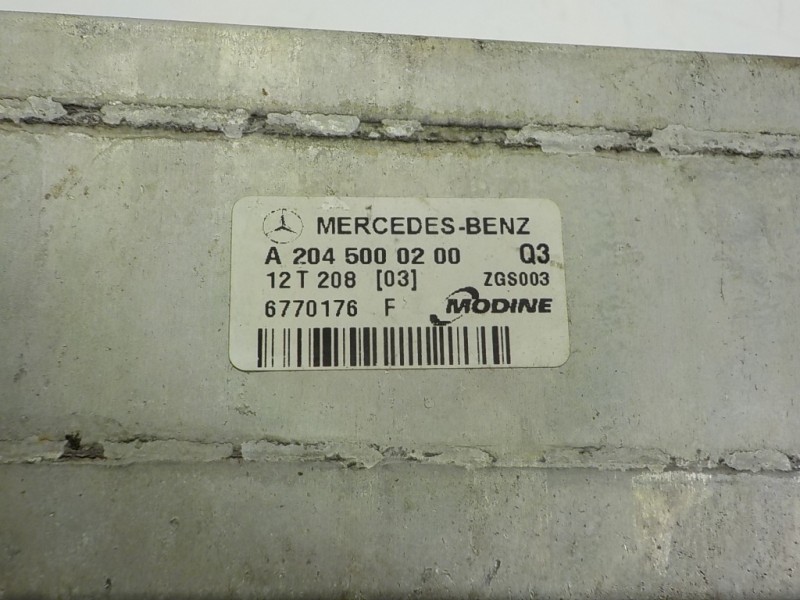 MERCEDES-BENZ
A 204 500 02 00 Q3
12 T 208 [03] ZGS003
6770176 F MODINE